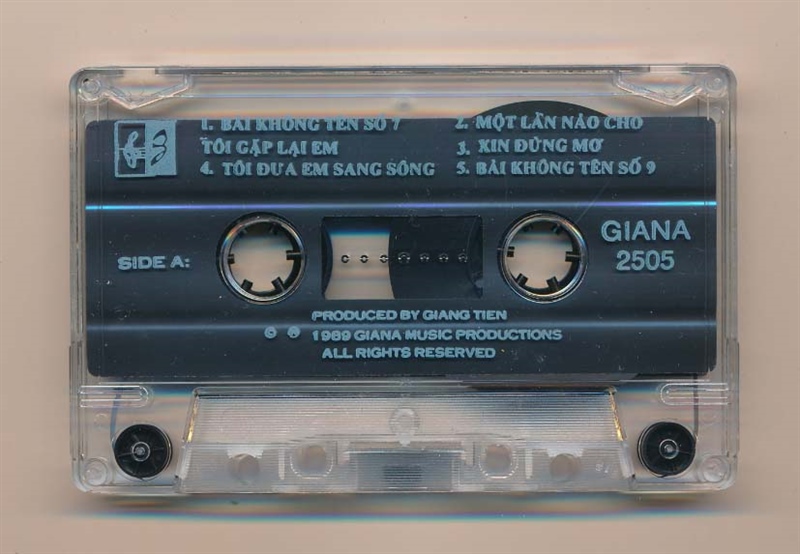 1. BÀI KHÔNG TÊN SỐ 7 2. MỘT LẦN NÀO CHO
TÔI GẶP LẠI EM 3. XIN ĐỪNG MƠ
4. TÔI ĐƯA EM SANG SÔNG 5. BÀI KHÔNG TÊN SỐ 9
GIANA
SIDE A: 2505
PRODUCED BY GIANG TIEN
© ℗ 1989 GIANA MUSIC PRODUCTIONS
ALL RIGHTS RESERVED